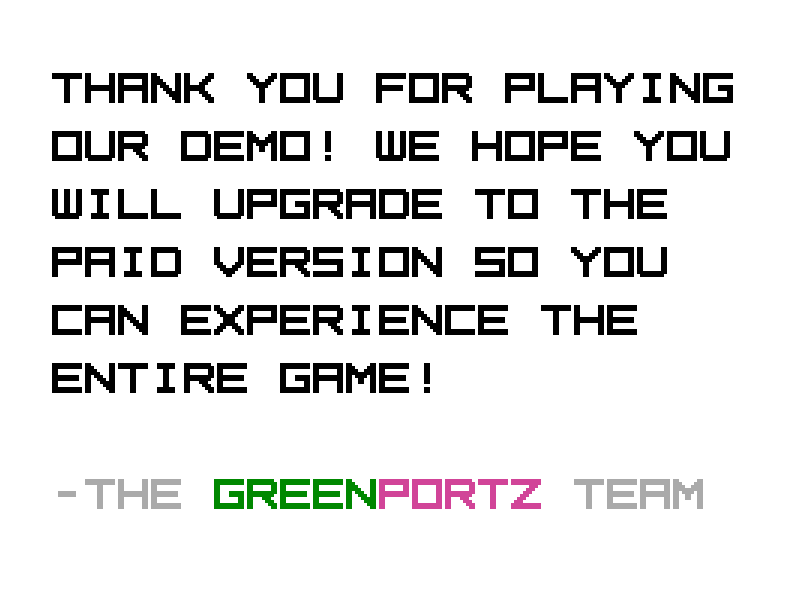 THANK YOU FOR PLAYING
OUR DEMO! WE HOPE YOU
WILL UPGRADE TO THE
PAID VERSION SO YOU
CAN EXPERIENCE THE
ENTIRE GAME!
-THE GREENPORTZ TEAM